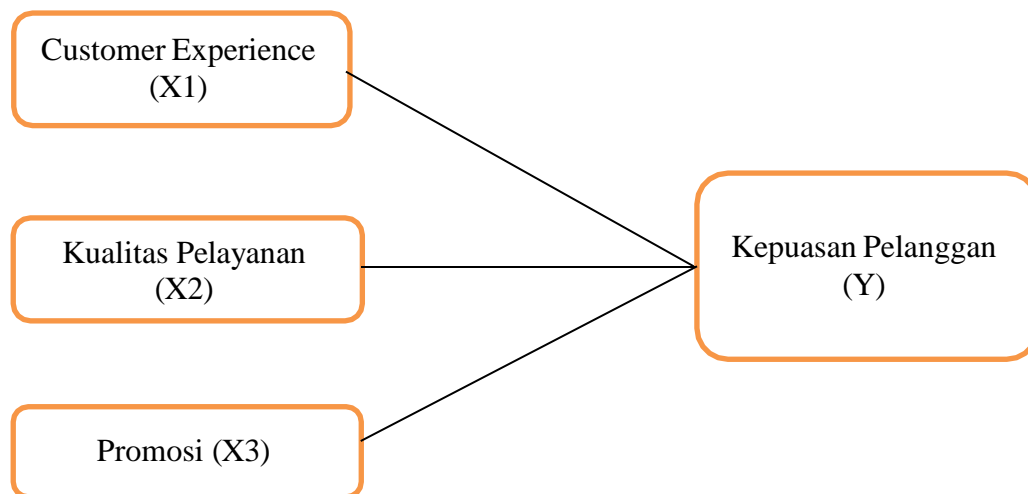 Customer Experience
(X1)
Kualitas Pelayanan
(X2)
Kepuasan Pelanggan
(Y)
Promosi (X3)